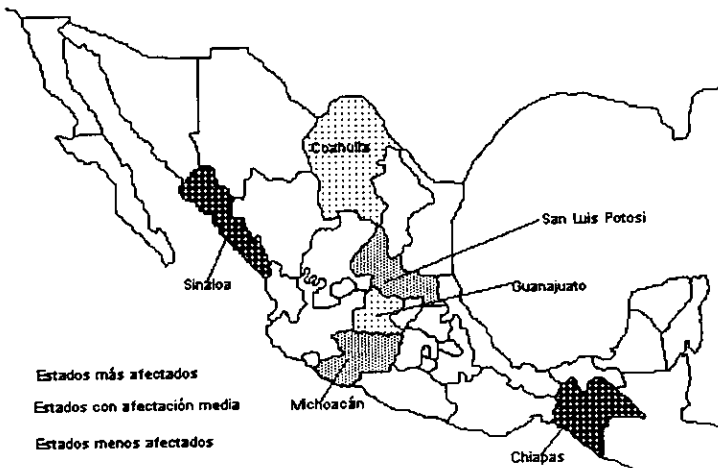 Coahuila
San Luis Potosí
Sinaloa
Guanajuato
Estados más afectados
Estados con afectación media
Michoacán
Estados menos afectados
Chiapas